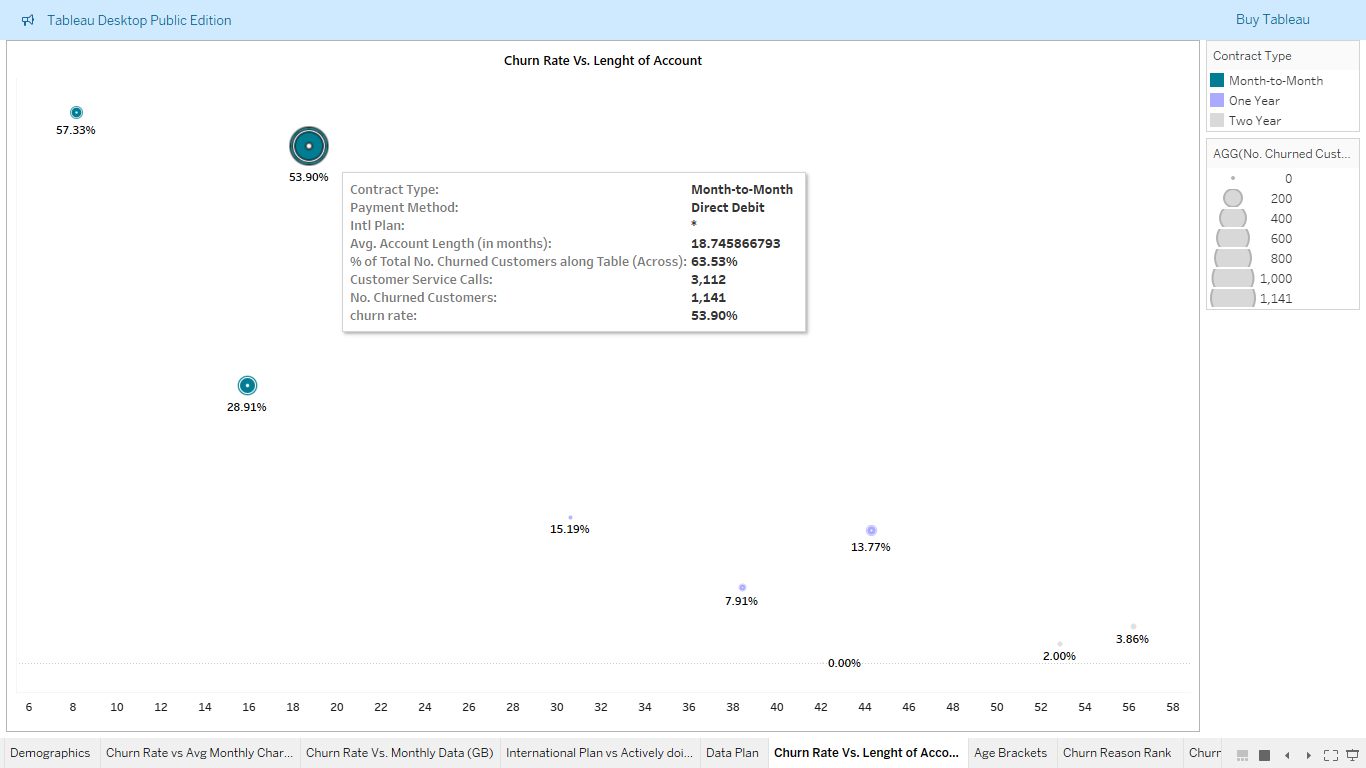 Tableau Desktop Public Edition
Buy Tableau
Churn Rate Vs. Lenght of Account
57.33%
53.90%
Contract Type: Month-to-Month
Payment Method: Direct Debit
Intl Plan: *
Avg. Account Length (in months): 18.745866793
% of Total No. Churned Customers along Table (Across): 63.53%
Customer Service Calls: 3,112
No. Churned Customers: 1,141
churn rate: 53.90%
28.91%
15.19%
13.77%
7.91%
3.86%
2.00%
0.00%
6 8 10 12 14 16 18 20 22 24 26 28 30 32 34 36 38 40 42 44 46 48 50 52 54 56 58
Contract Type
Month-to-Month
One Year
Two Year
AGG(No. Churned Cust...
0
200
400
600
800
1,000
1,141
Demographics Churn Rate vs Avg Monthly Char... Churn Rate Vs. Monthly Data (GB) International Plan vs Actively doi... Data Plan Churn Rate Vs. Lenght of Acco... Age Brackets Churn Reason Rank Churr